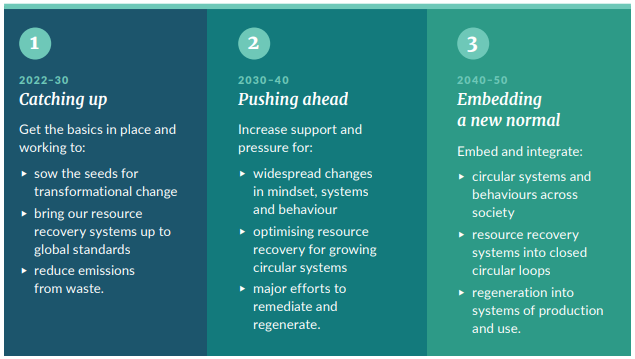 1
2022–30
Catching up
Get the basics in place and
working to:
▸ sow the seeds for
transformational change
▸ bring our resource
recovery systems up to
global standards
▸ reduce emissions
from waste.
2
2030–40
Pushing ahead
Increase support and
pressure for:
▸ widespread changes
in mindset, systems
and behaviour
▸ optimising resource
recovery for growing
circular systems
▸ major efforts to
remediate and
regenerate.
3
2040–50
Embedding
a new normal
Embed and integrate:
▸ circular systems and
behaviours across
society
▸ resource recovery
systems into closed
circular loops
▸ regeneration into
systems of production
and use.